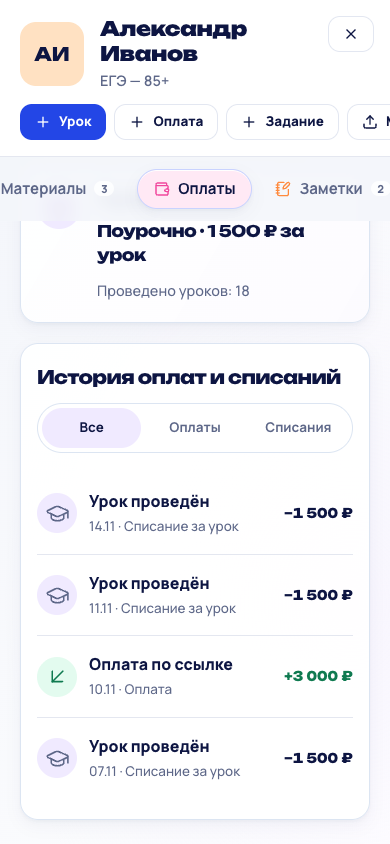 АИ
Александр
Иванов
ЕГЭ — 85+
Урок
Оплата
Задание
Материалы 3
Оплаты
Заметки 2
Поурочно · 1 500 ₽ за
урок
Проведено уроков: 18
История оплат и списаний
Все
Оплаты
Списания
Урок проведён
−1 500 ₽
14.11 · Списание за урок
Урок проведён
−1 500 ₽
11.11 · Списание за урок
Оплата по ссылке
+3 000 ₽
10.11 · Оплата
Урок проведён
−1 500 ₽
07.11 · Списание за урок